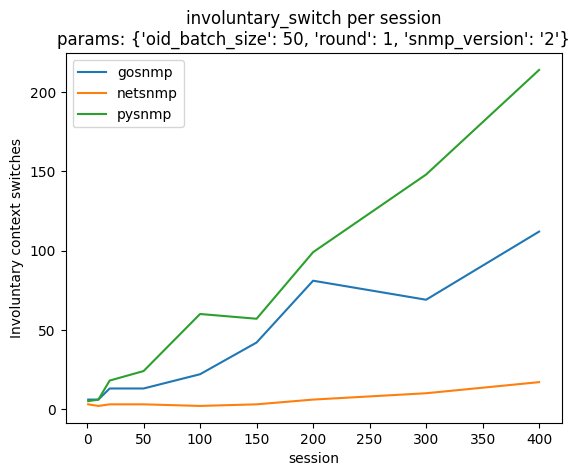 involuntary_switch per session
params: {'oid_batch_size': 50, 'round': 1, 'snmp_version': '2'}
gosnmp
netsnmp
pysnmp
Involuntary context switches
200
150
100
50
0
0 50 100 150 200 250 300 350 400
session